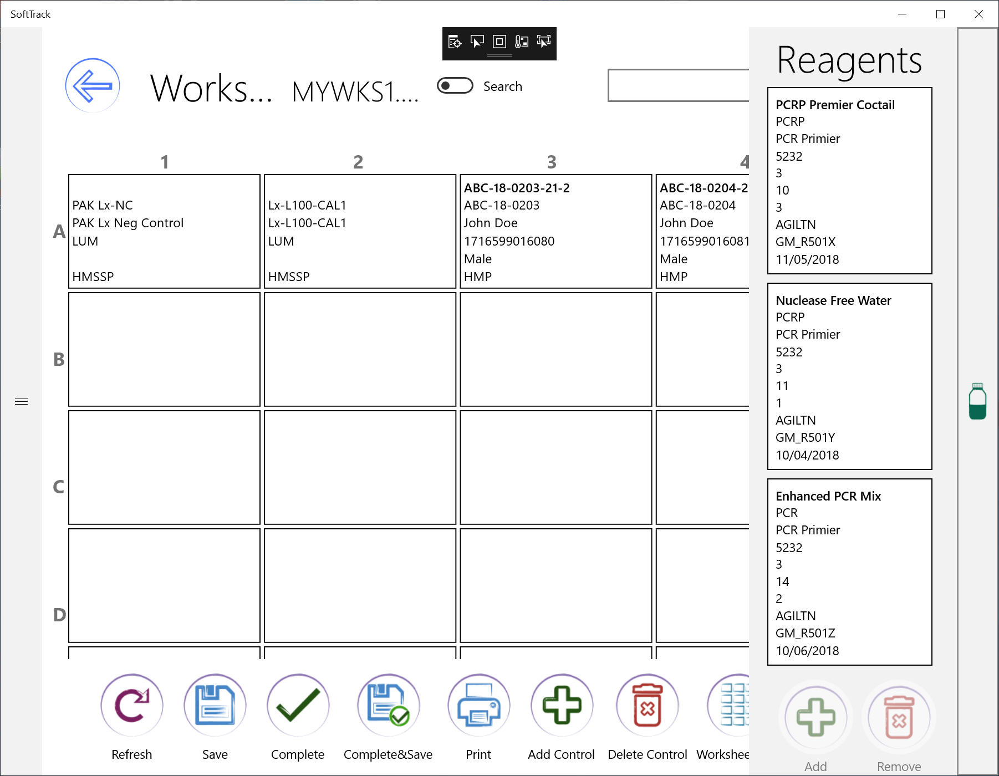 SoftTrack
Works...
MYWKS1....
Search
1
2
3
4
A
PAK Lx-NC
PAK Lx Neg Control
LUM
HMSSP
Lx-L100-CAL1
Lx-L100-CAL1
LUM
HMSSP
ABC-18-0203-21-2
ABC-18-0203
John Doe
1716599016080
Male
HMP
ABC-18-0204-2
ABC-18-0204
John Doe
1716599016081
Male
HMP
B
C
D
Refresh
Save
Complete
Complete&Save
Print
Add Control
Delete Control
Workshee
Reagents
PCRP Premier Coctail
PCRP
PCR Primier
5232
3
10
3
AGILTN
GM_R501X
11/05/2018
Nuclease Free Water
PCRP
PCR Primier
5232
3
11
1
AGILTN
GM_R501Y
10/04/2018
Enhanced PCR Mix
PCR
PCR Primier
5232
3
14
2
AGILTN
GM_R501Z
10/06/2018
Add
Remove